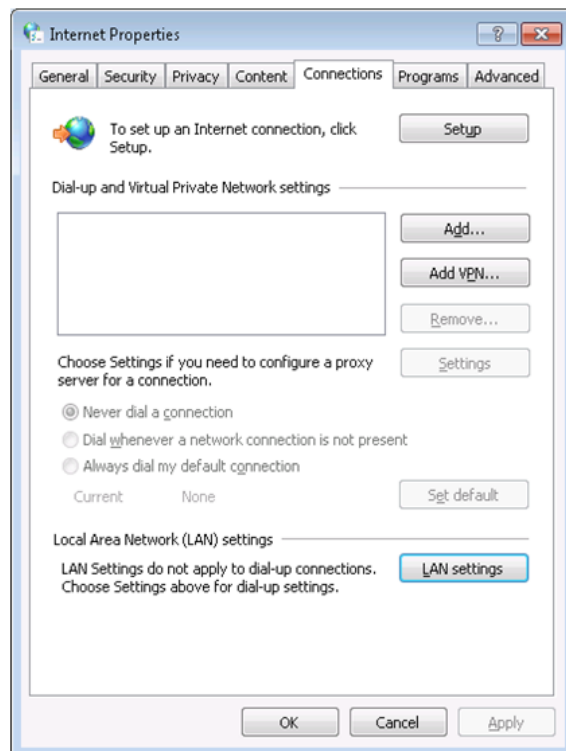 Internet Properties
General Security Privacy Content Connections Programs Advanced
To set up an Internet connection, click
Setup.
Setup
Dial-up and Virtual Private Network settings
Add...
Add VPN...
Remove...
Choose Settings if you need to configure a proxy
server for a connection.
Settings
Never dial a connection
Dial whenever a network connection is not present
Always dial my default connection
Current None
Set default
Local Area Network (LAN) settings
LAN Settings do not apply to dial-up connections.
Choose Settings above for dial-up settings.
LAN settings
OK Cancel Apply